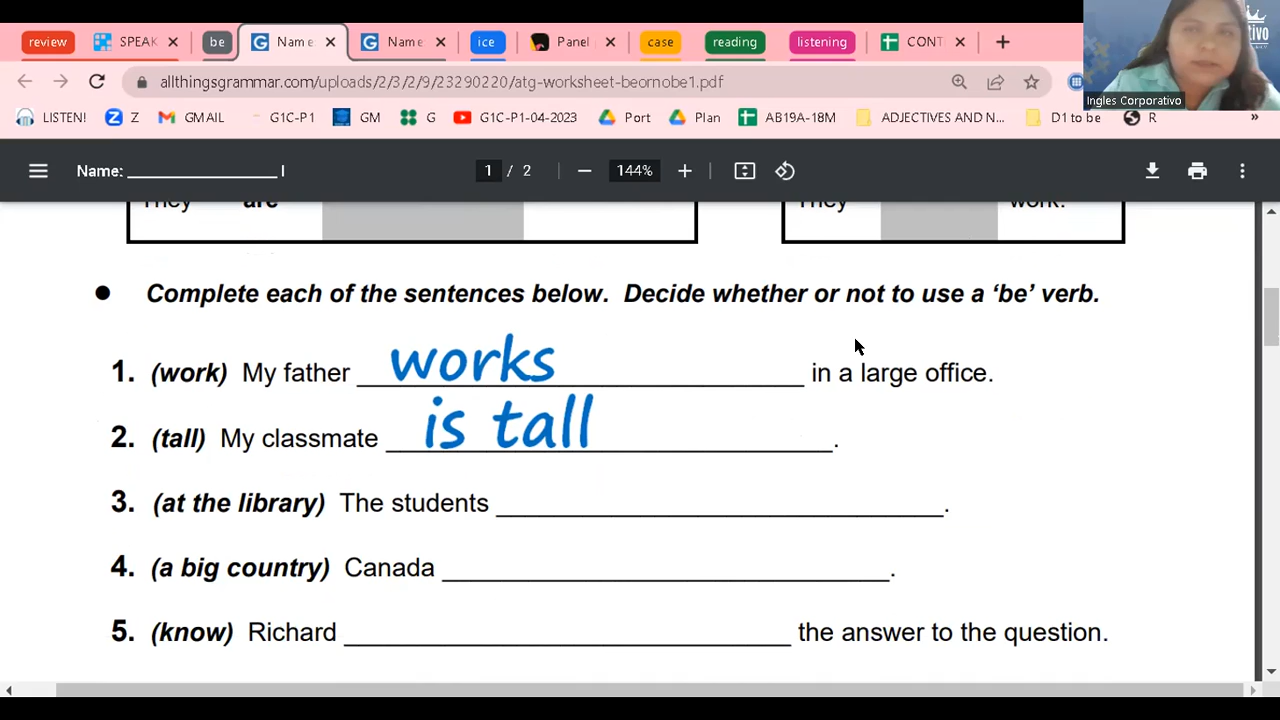 review SPEAK be Name Name ice Panel case reading listening CONT
allthingsgrammar.com/uploads/2/3/2/9/23290220/atg-worksheet-beornobe1.pdf
Ingles Corporativo
LISTEN! Z GMAIL G1C-P1 GM G G1C-P1-04-2023 Port Plan AB19A-18M ADJECTIVES AND N... D1 to be R »
Name: ______________ I 1 / 2 144%
They are They work.
● Complete each of the sentences below. Decide whether or not to use a ‘be’ verb.
1. (work) My father works in a large office.
2. (tall) My classmate is tall.
3. (at the library) The students ______________.
4. (a big country) Canada ______________.
5. (know) Richard ______________ the answer to the question.